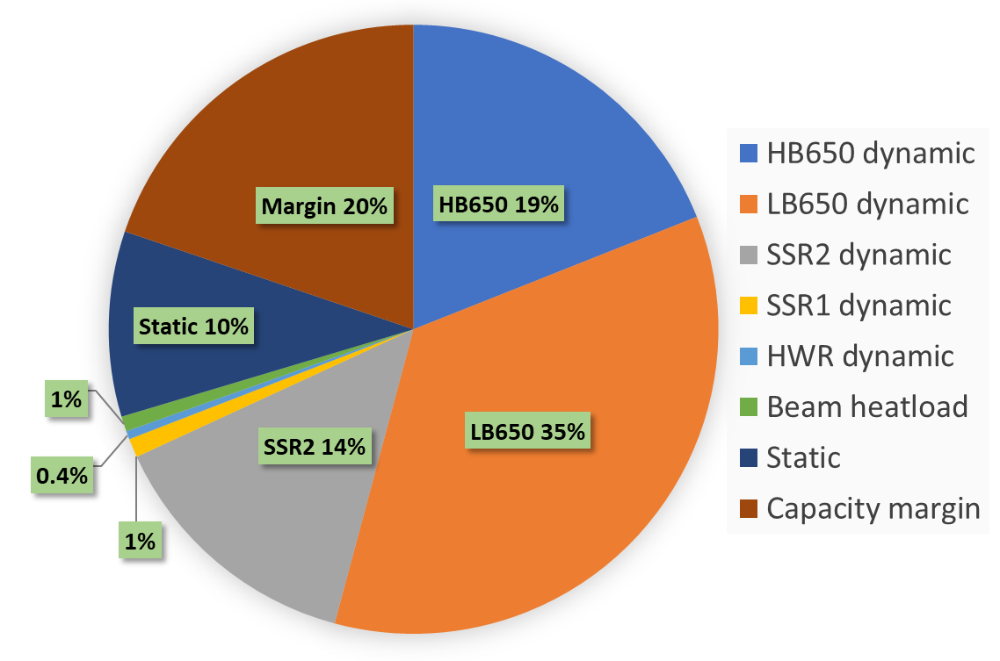 Margin 20%
HB650 19%
Static 10%
1%
SSR2 14%
LB650 35%
0.4%
1%
HB650 dynamic
LB650 dynamic
SSR2 dynamic
SSR1 dynamic
HWR dynamic
Beam heatload
Static
Capacity margin